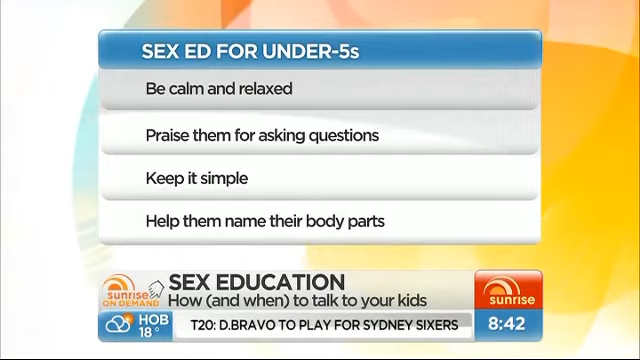 SEX ED FOR UNDER-5s
Be calm and relaxed
Praise them for asking questions
Keep it simple
Help them name their body parts
sunrise
ON DEMAND
SEX EDUCATION
How (and when) to talk to your kids
sunrise
HOB
18°
T20: D.BRAVO TO PLAY FOR SYDNEY SIXERS
8:42